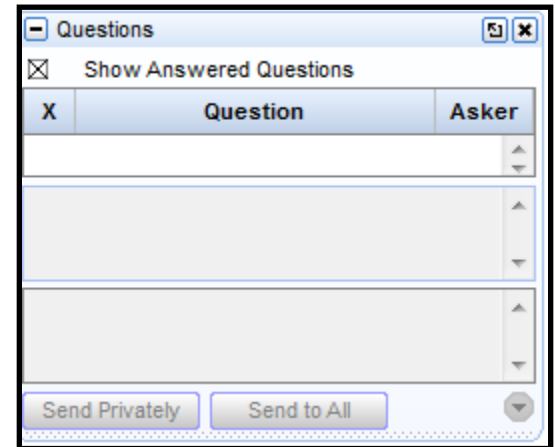 Questions
Show Answered Questions
X Question Asker
Send Privately Send to All